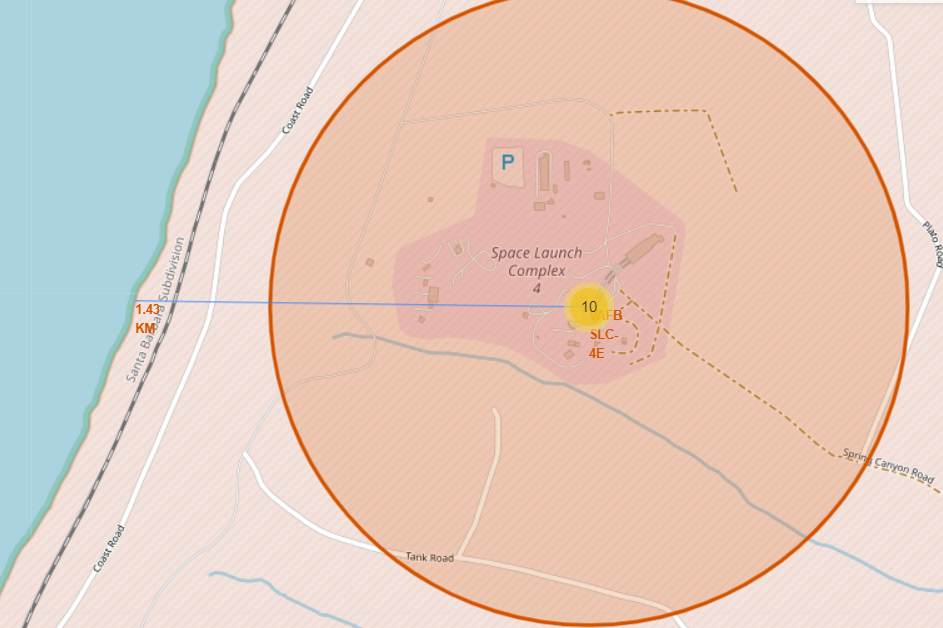 Coast Road
P
Plato Road
Santa Barbara Subdivision
Space Launch
Complex
4
10
1.43
KM
SLC-
4E
Spring Canyon Road
Tank Road
Coast Road